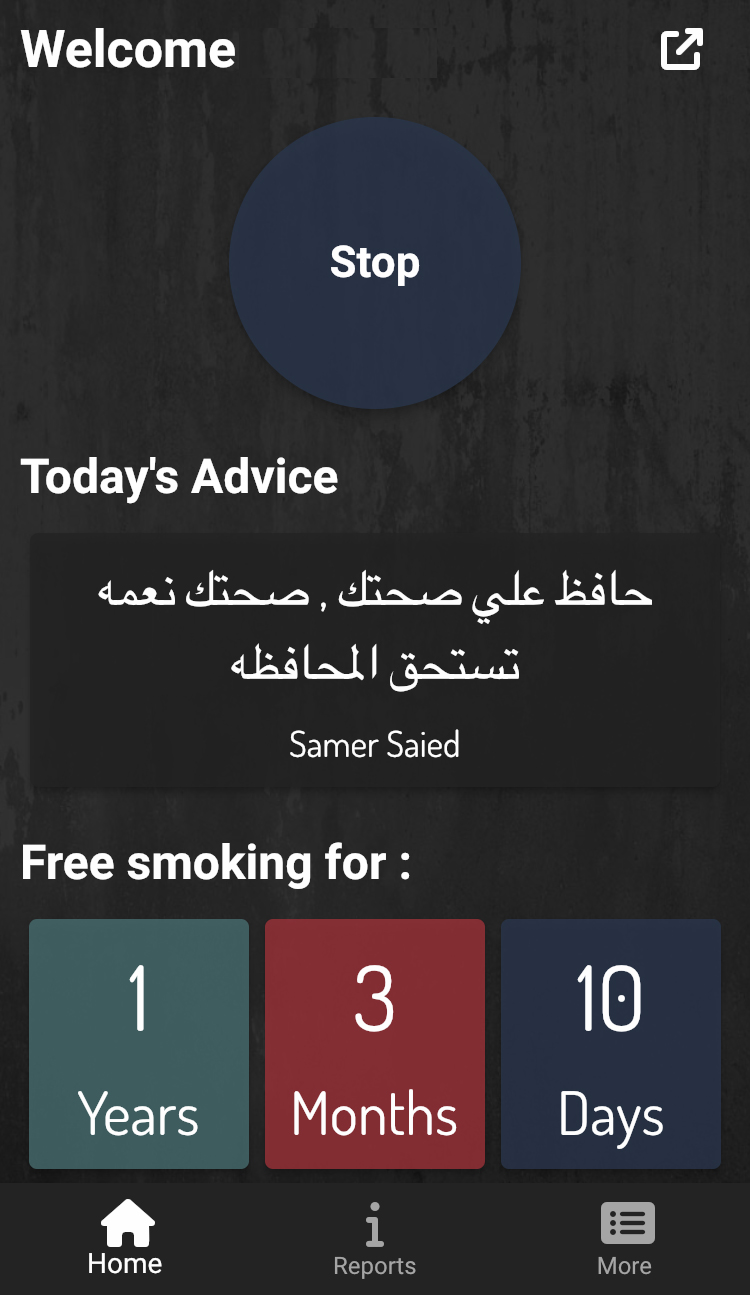 Welcome
Stop
Today's Advice
حافظ علي صحتك , صحتك نعمه
تستحق المحافظه
Samer Saied
Free smoking for :
1 3 10
Years Months Days
Home Reports More